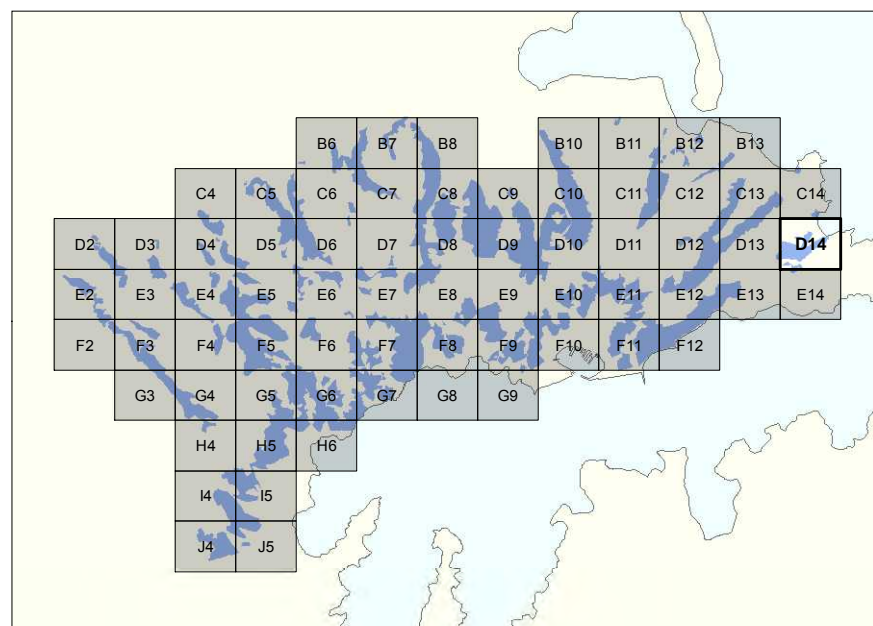 B6 B7 B8 B10 B11 B12 B13
C4 C5 C6 C7 C8 C9 C10 C11 C12 C13 C14
D2 D3 D4 D5 D6 D7 D8 D9 D10 D11 D12 D13 D14
E2 E3 E4 E5 E6 E7 E8 E9 E10 E11 E12 E13 E14
F2 F3 F4 F5 F6 F7 F8 F9 F10 F11 F12
G3 G4 G5 G6 G7 G8 G9
H4 H5 H6
I4 I5
J4 J5